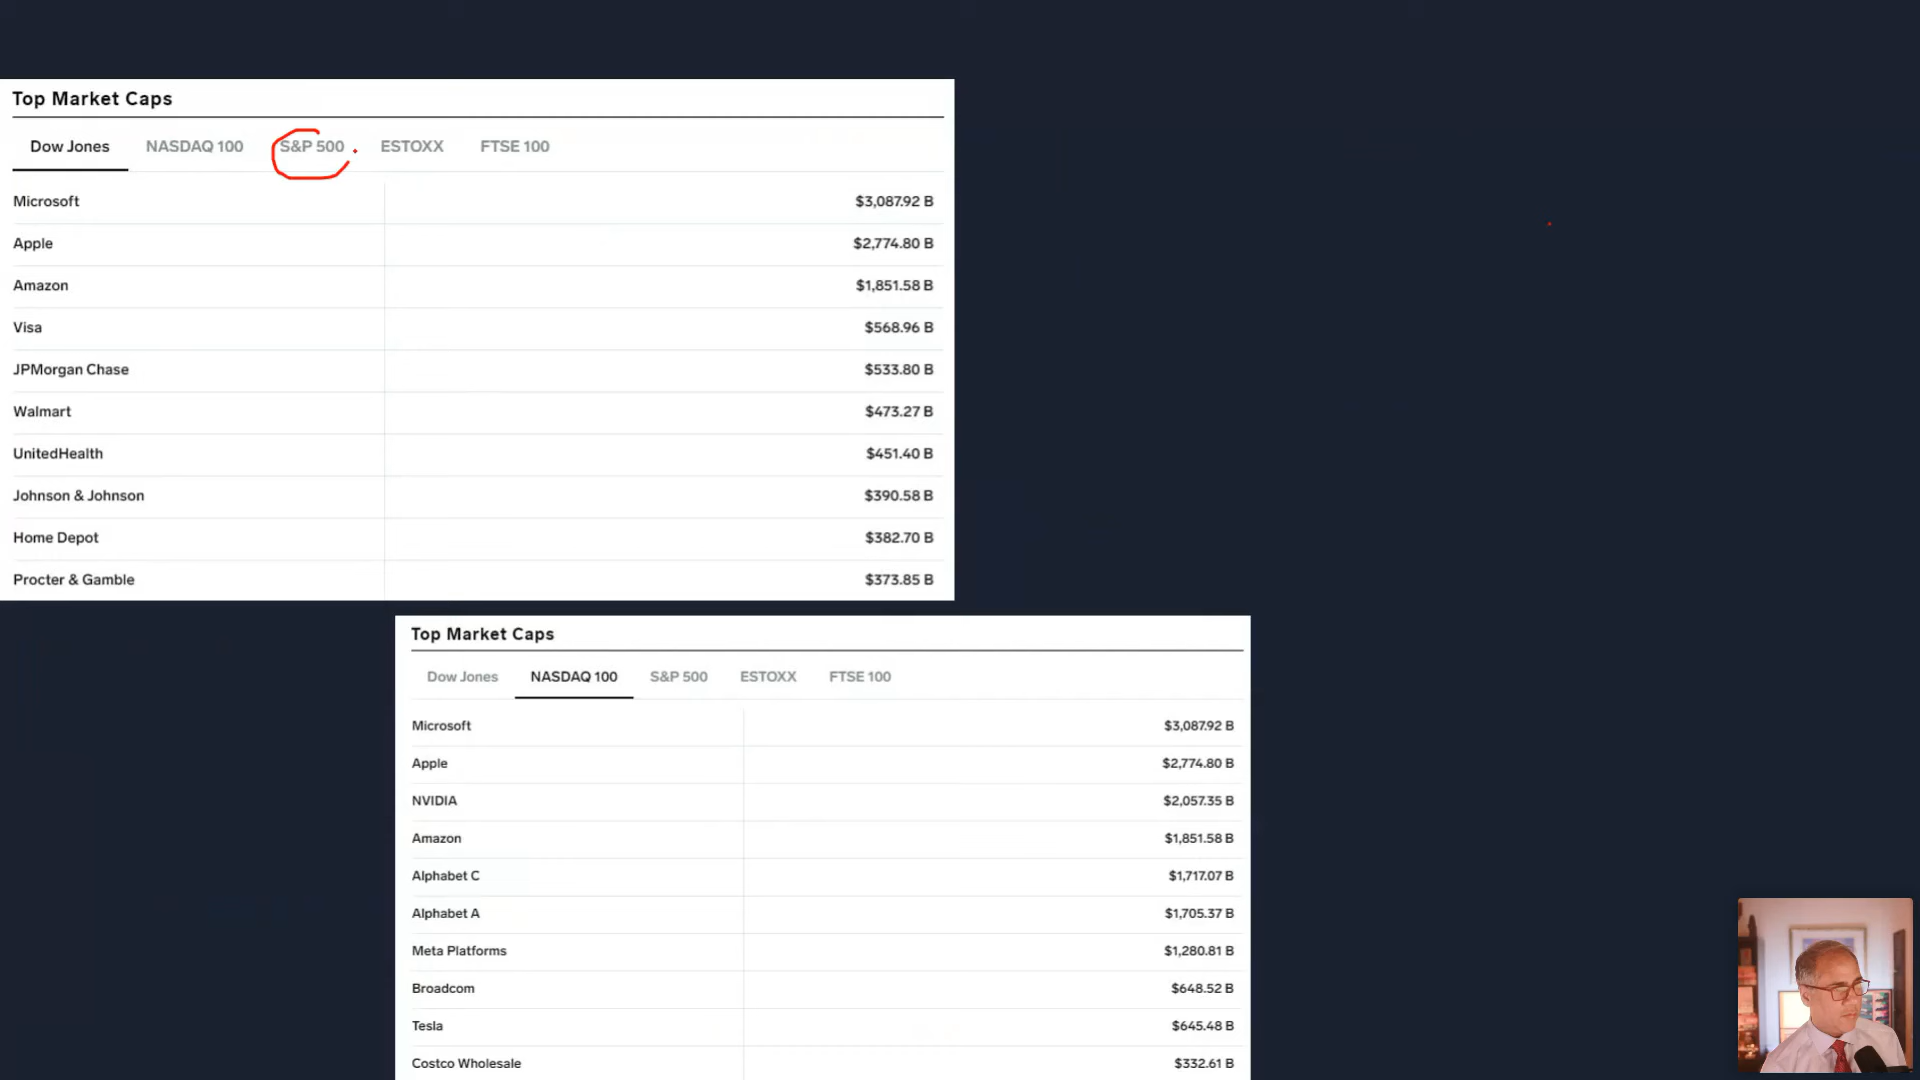 Top Market Caps
Dow Jones NASDAQ 100 S&P 500 ESTOXX FTSE 100
Microsoft $3,087.92 B
Apple $2,774.80 B
Amazon $1,851.58 B
Visa $568.96 B
JPMorgan Chase $533.80 B
Walmart $473.27 B
UnitedHealth $451.40 B
Johnson & Johnson $390.58 B
Home Depot $382.70 B
Procter & Gamble $373.85 B
Top Market Caps
Dow Jones NASDAQ 100 S&P 500 ESTOXX FTSE 100
Microsoft $3,087.92 B
Apple $2,774.80 B
NVIDIA $2,057.35 B
Amazon $1,851.58 B
Alphabet C $1,717.07 B
Alphabet A $1,705.37 B
Meta Platforms $1,280.81 B
Broadcom $648.52 B
Tesla $645.48 B
Costco Wholesale $332.61 B